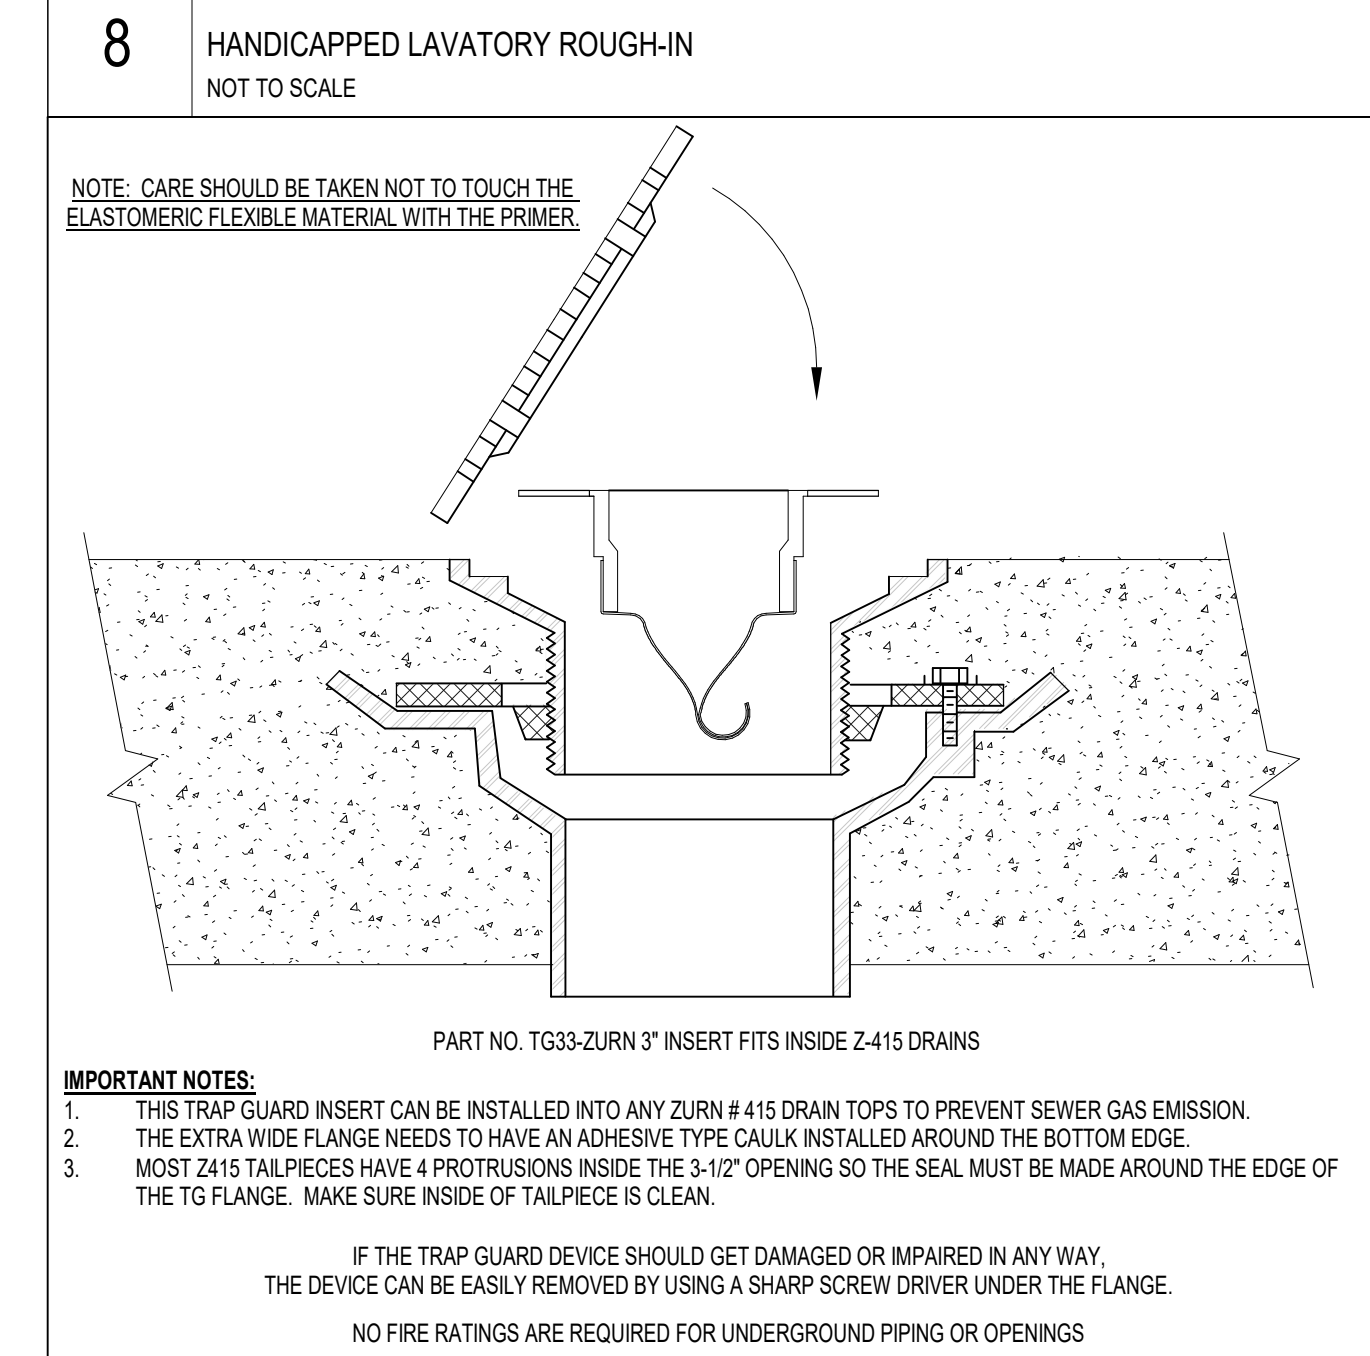 8
HANDICAPPED LAVATORY ROUGH-IN
NOT TO SCALE
NOTE: CARE SHOULD BE TAKEN NOT TO TOUCH THE
ELASTOMERIC FLEXIBLE MATERIAL WITH THE PRIMER.
PART NO. TG33-ZURN 3" INSERT FITS INSIDE Z-415 DRAINS
IMPORTANT NOTES:
1. THIS TRAP GUARD INSERT CAN BE INSTALLED INTO ANY ZURN # 415 DRAIN TOPS TO PREVENT SEWER GAS EMISSION.
2. THE EXTRA WIDE FLANGE NEEDS TO HAVE AN ADHESIVE TYPE CAULK INSTALLED AROUND THE BOTTOM EDGE.
3. MOST Z415 TAILPIECES HAVE 4 PROTRUSIONS INSIDE THE 3-1/2" OPENING SO THE SEAL MUST BE MADE AROUND THE EDGE OF
THE TG FLANGE. MAKE SURE INSIDE OF TAILPIECE IS CLEAN.
IF THE TRAP GUARD DEVICE SHOULD GET DAMAGED OR IMPAIRED IN ANY WAY,
THE DEVICE CAN BE EASILY REMOVED BY USING A SHARP SCREW DRIVER UNDER THE FLANGE.
NO FIRE RATINGS ARE REQUIRED FOR UNDERGROUND PIPING OR OPENINGS